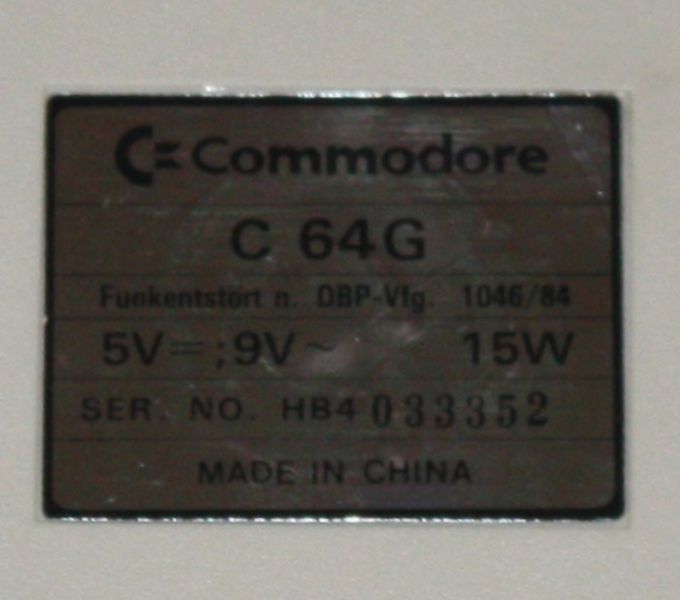 Commodore
C 64G
Funkentstört n. DBP-Vfg. 1046/84
5V⎓;9V~ 15W
SER. NO. HB4 033352
MADE IN CHINA